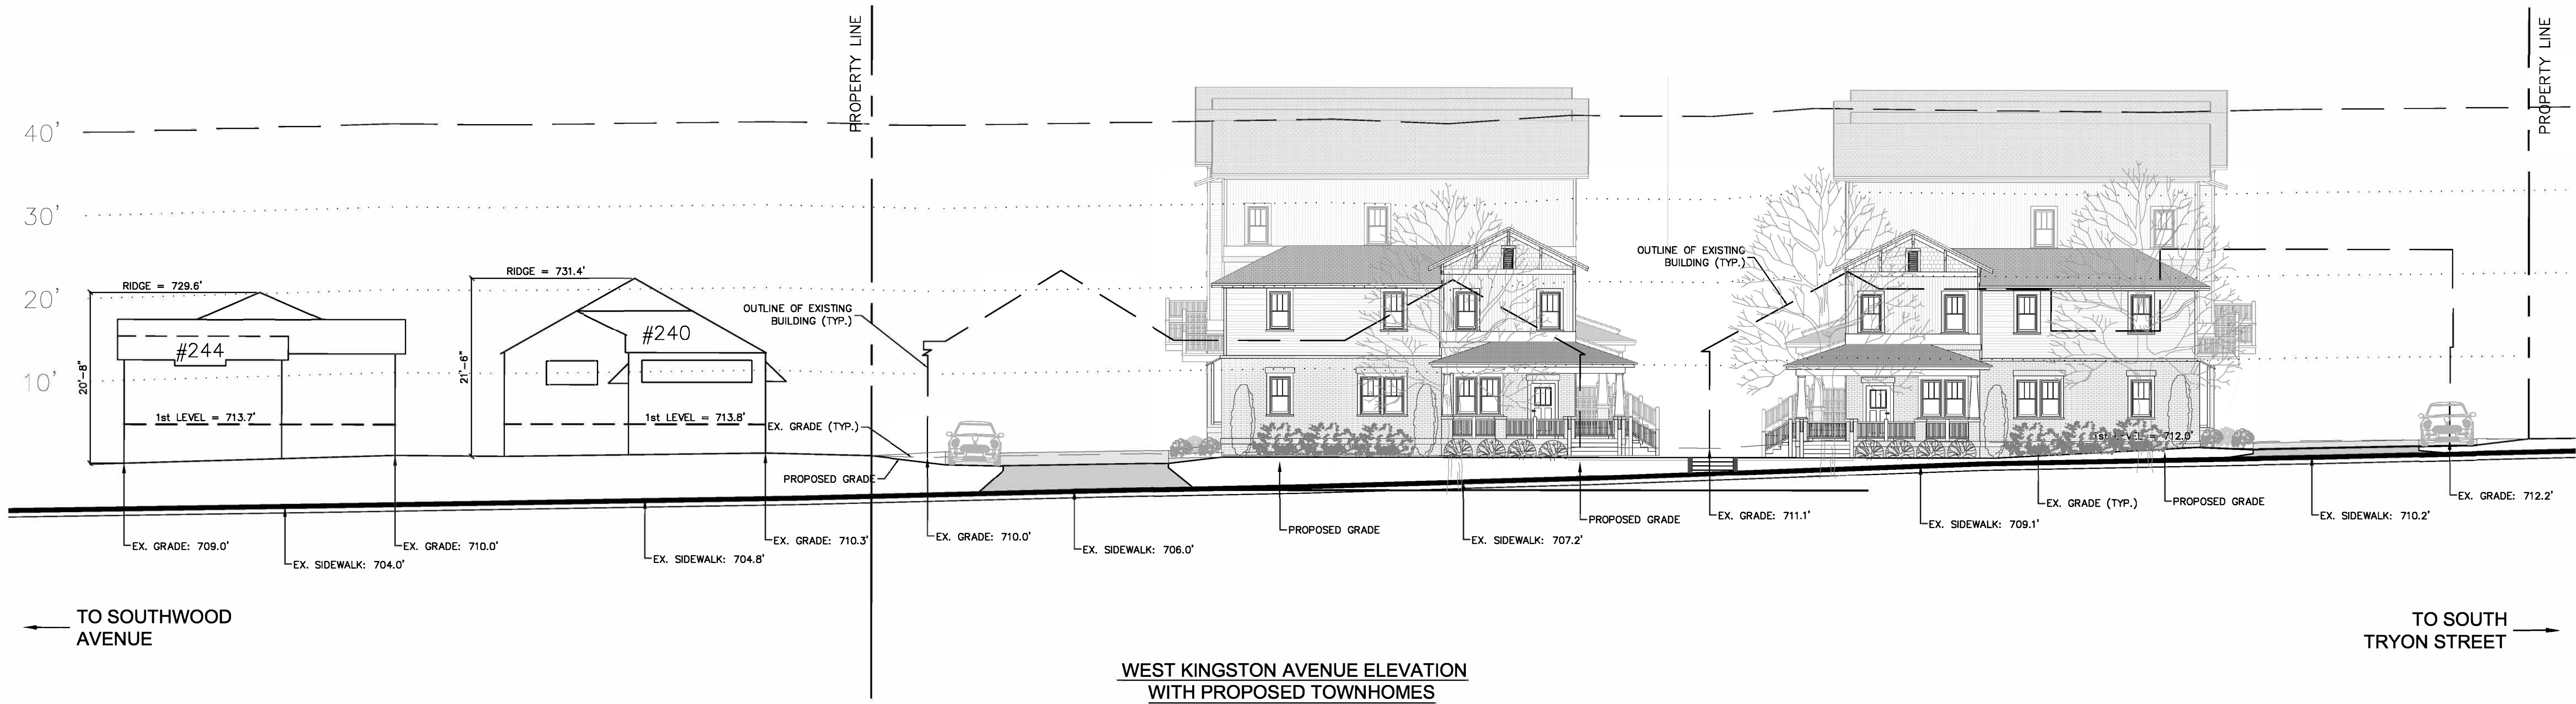 PROPERTY LINE
PROPERTY LINE
40'
30'
20'
10'
RIDGE = 729.6'
20'-8"
#244
1st LEVEL = 713.7'
RIDGE = 731.4'
21'-6"
#240
1st LEVEL = 713.8'
OUTLINE OF EXISTING
BUILDING (TYP.)
EX. GRADE (TYP.)
PROPOSED GRADE
OUTLINE OF EXISTING
BUILDING (TYP.)
1st LEVEL = 712.0'
EX. GRADE: 709.0'
EX. SIDEWALK: 704.0'
EX. GRADE: 710.0'
EX. SIDEWALK: 704.8'
EX. GRADE: 710.3'
EX. GRADE: 710.0'
EX. SIDEWALK: 706.0'
PROPOSED GRADE
EX. SIDEWALK: 707.2'
PROPOSED GRADE
EX. GRADE: 711.1'
EX. SIDEWALK: 709.1'
EX. GRADE (TYP.)
PROPOSED GRADE
EX. SIDEWALK: 710.2'
EX. GRADE: 712.2'
TO SOUTHWOOD
AVENUE
TO SOUTH
TRYON STREET
WEST KINGSTON AVENUE ELEVATION
WITH PROPOSED TOWNHOMES